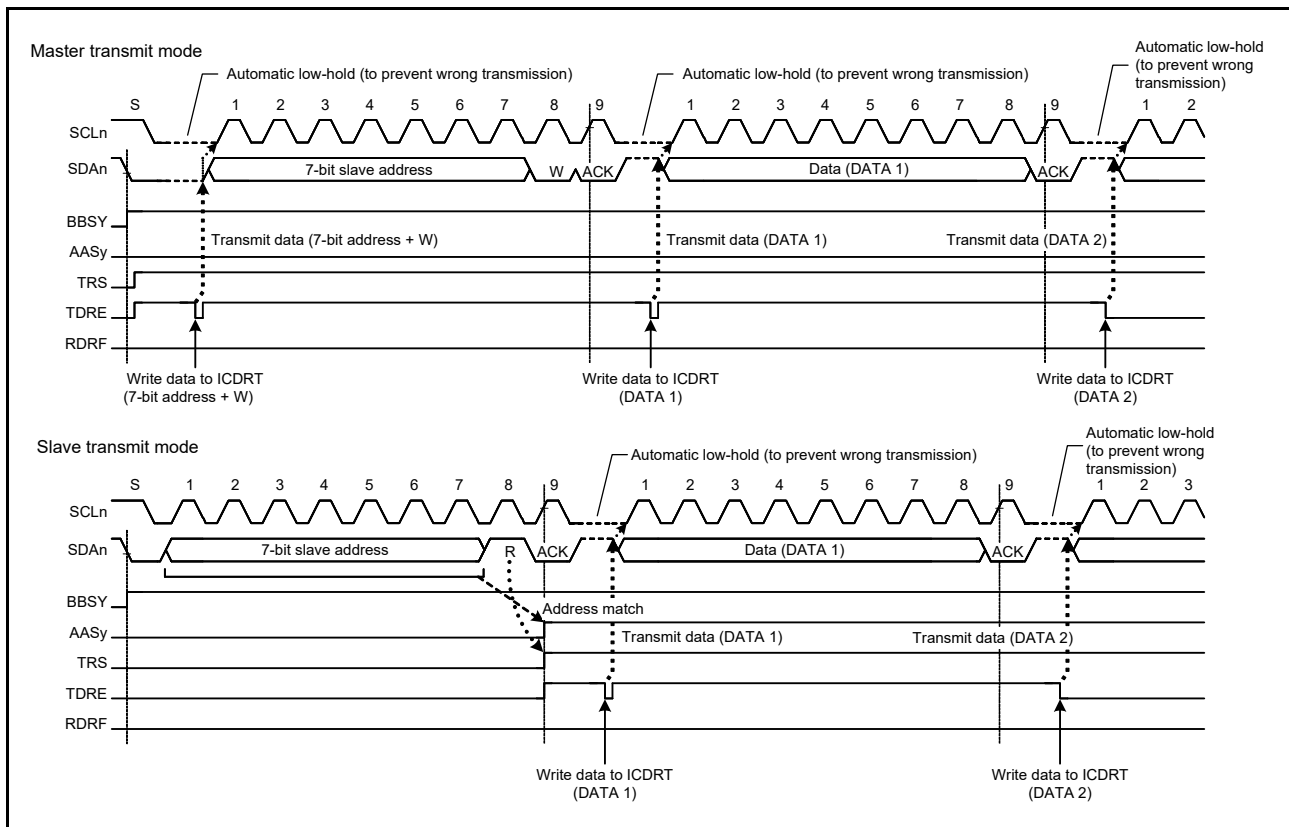 Master transmit mode
Automatic low-hold (to prevent wrong transmission)
Automatic low-hold (to prevent wrong transmission)
Automatic low-hold
(to prevent wrong
transmission)
S 1 2 3 4 5 6 7 8 9 1 2 3 4 5 6 7 8 9 1 2
SCLn
SDAn 7-bit slave address W ACK Data (DATA 1) ACK
BBSY
Transmit data (7-bit address + W) Transmit data (DATA 1) Transmit data (DATA 2)
AASy
TRS
TDRE
RDRF
Write data to ICDRT
(7-bit address + W)
Write data to ICDRT
(DATA 1)
Write data to ICDRT
(DATA 2)
Slave transmit mode
Automatic low-hold (to prevent wrong transmission)
Automatic low-hold
(to prevent wrong
transmission)
S 1 2 3 4 5 6 7 8 9 1 2 3 4 5 6 7 8 9 1 2 3
SCLn
SDAn 7-bit slave address R ACK Data (DATA 1) ACK
BBSY
Address match
AASy
Transmit data (DATA 1) Transmit data (DATA 2)
TRS
TDRE
RDRF
Write data to ICDRT
(DATA 1)
Write data to ICDRT
(DATA 2)